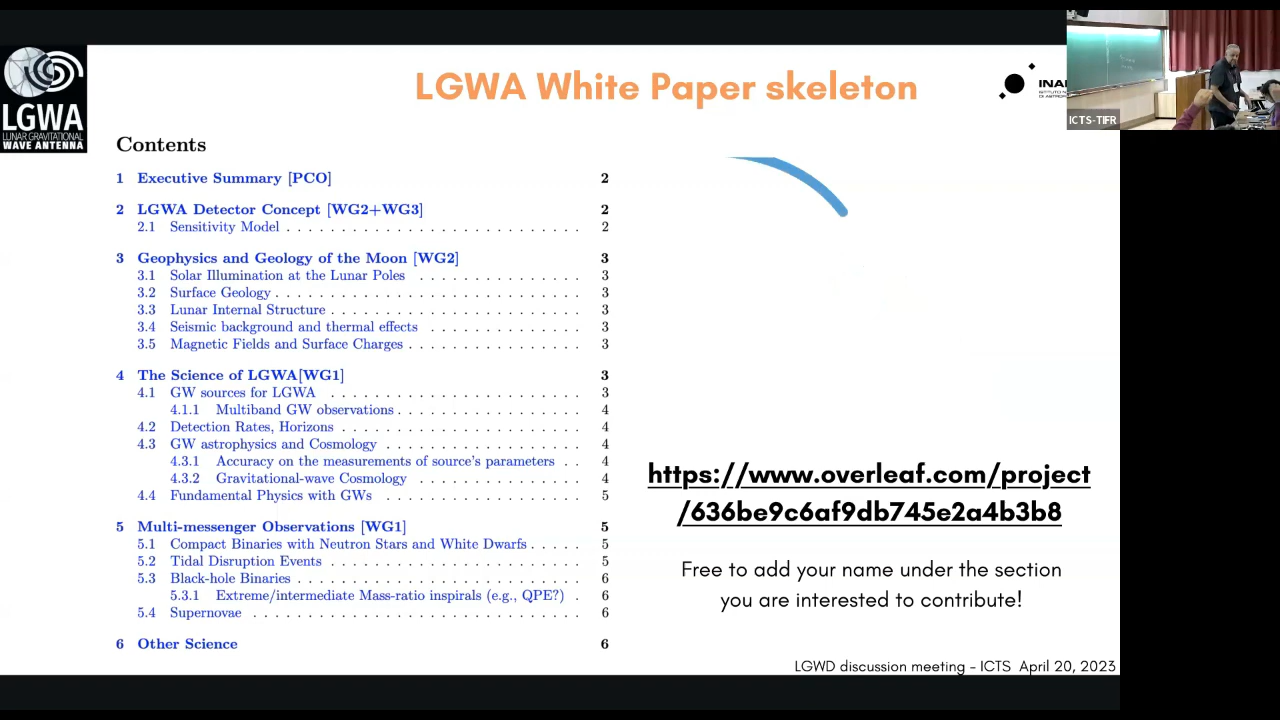 LGWA White Paper skeleton
LGWA
LUNAR GRAVITATIONAL
WAVE ANTENNA
ICTS-TIFR
Contents
1 Executive Summary [PCO] 2
2 LGWA Detector Concept [WG2+WG3] 2
2.1 Sensitivity Model . . . . . . . . . . . . . . . . . . . . . . . . . . . 2
3 Geophysics and Geology of the Moon [WG2] 3
3.1 Solar Illumination at the Lunar Poles . . . . . . . . . . . . . . . 3
3.2 Surface Geology . . . . . . . . . . . . . . . . . . . . . . . . . . . . 3
3.3 Lunar Internal Structure . . . . . . . . . . . . . . . . . . . . . . . 3
3.4 Seismic background and thermal effects . . . . . . . . . . . . . . 3
3.5 Magnetic Fields and Surface Charges . . . . . . . . . . . . . . . . 3
4 The Science of LGWA[WG1] 3
4.1 GW sources for LGWA . . . . . . . . . . . . . . . . . . . . . . . 3
4.1.1 Multiband GW observations . . . . . . . . . . . . . . . . . 4
4.2 Detection Rates, Horizons . . . . . . . . . . . . . . . . . . . . . . 4
4.3 GW astrophysics and Cosmology . . . . . . . . . . . . . . . . . . 4
4.3.1 Accuracy on the measurements of source's parameters . . 4
4.3.2 Gravitational-wave Cosmology . . . . . . . . . . . . . . . . 4
4.4 Fundamental Physics with GWs . . . . . . . . . . . . . . . . . . 5
5 Multi-messenger Observations [WG1] 5
5.1 Compact Binaries with Neutron Stars and White Dwarfs . . . . . 5
5.2 Tidal Disruption Events . . . . . . . . . . . . . . . . . . . . . . . 5
5.3 Black-hole Binaries . . . . . . . . . . . . . . . . . . . . . . . . . . 6
5.3.1 Extreme/intermediate Mass-ratio inspirals (e.g., QPE?) . 6
5.4 Supernovae . . . . . . . . . . . . . . . . . . . . . . . . . . . . . 6
6 Other Science 6
https://www.overleaf.com/project
/636be9c6af9db745e2a4b3b8
Free to add your name under the section
you are interested to contribute!
LGWD discussion meeting - ICTS April 20, 2023